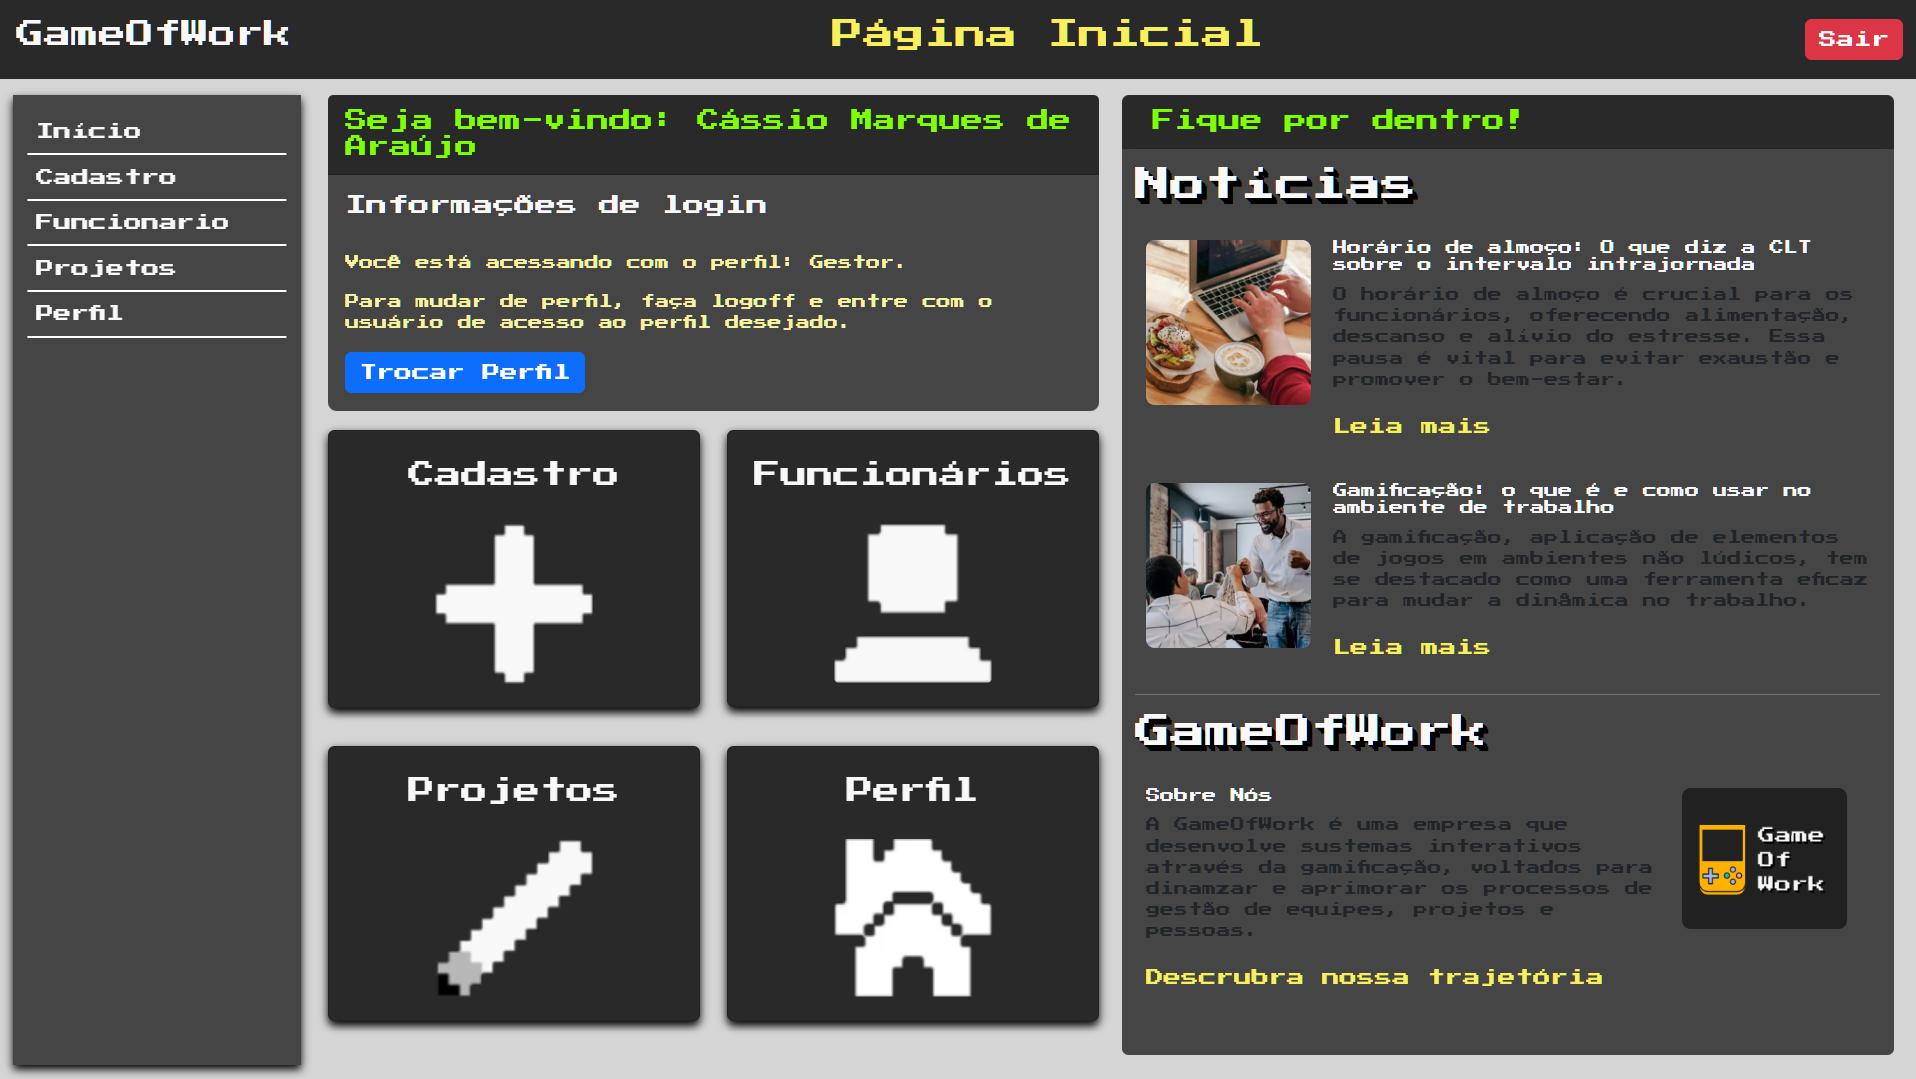 GameOfWork
Página Inicial
Sair
Início
Cadastro
Funcionario
Projetos
Perfil
Seja bem-vindo: Cássio Marques de
Araújo
Informações de login
Você está acessando com o perfil: Gestor.
Para mudar de perfil, faça logoff e entre com o
usuário de acesso ao perfil desejado.
Trocar Perfil
Cadastro
Funcionários
Projetos
Perfil
Fique por dentro!
Notícias
Horário de almoço: O que diz a CLT
sobre o intervalo intrajornada
O horário de almoço é crucial para os
funcionários, oferecendo alimentação,
descanso e alívio do estresse. Essa
pausa é vital para evitar exaustão e
promover o bem-estar.
Leia mais
Gamificação: o que é e como usar no
ambiente de trabalho
A gamificação, aplicação de elementos
de jogos em ambientes não lúdicos, tem
se destacado como uma ferramenta eficaz
para mudar a dinâmica no trabalho.
Leia mais
GameOfWork
Sobre Nós
A GameOfWork é uma empresa que
desenvolve sustemas interativos
através da gamificação, voltados para
dinamzar e aprimorar os processos de
gestão de equipes, projetos e
pessoas.
Descrubra nossa trajetória
Game
Of
Work